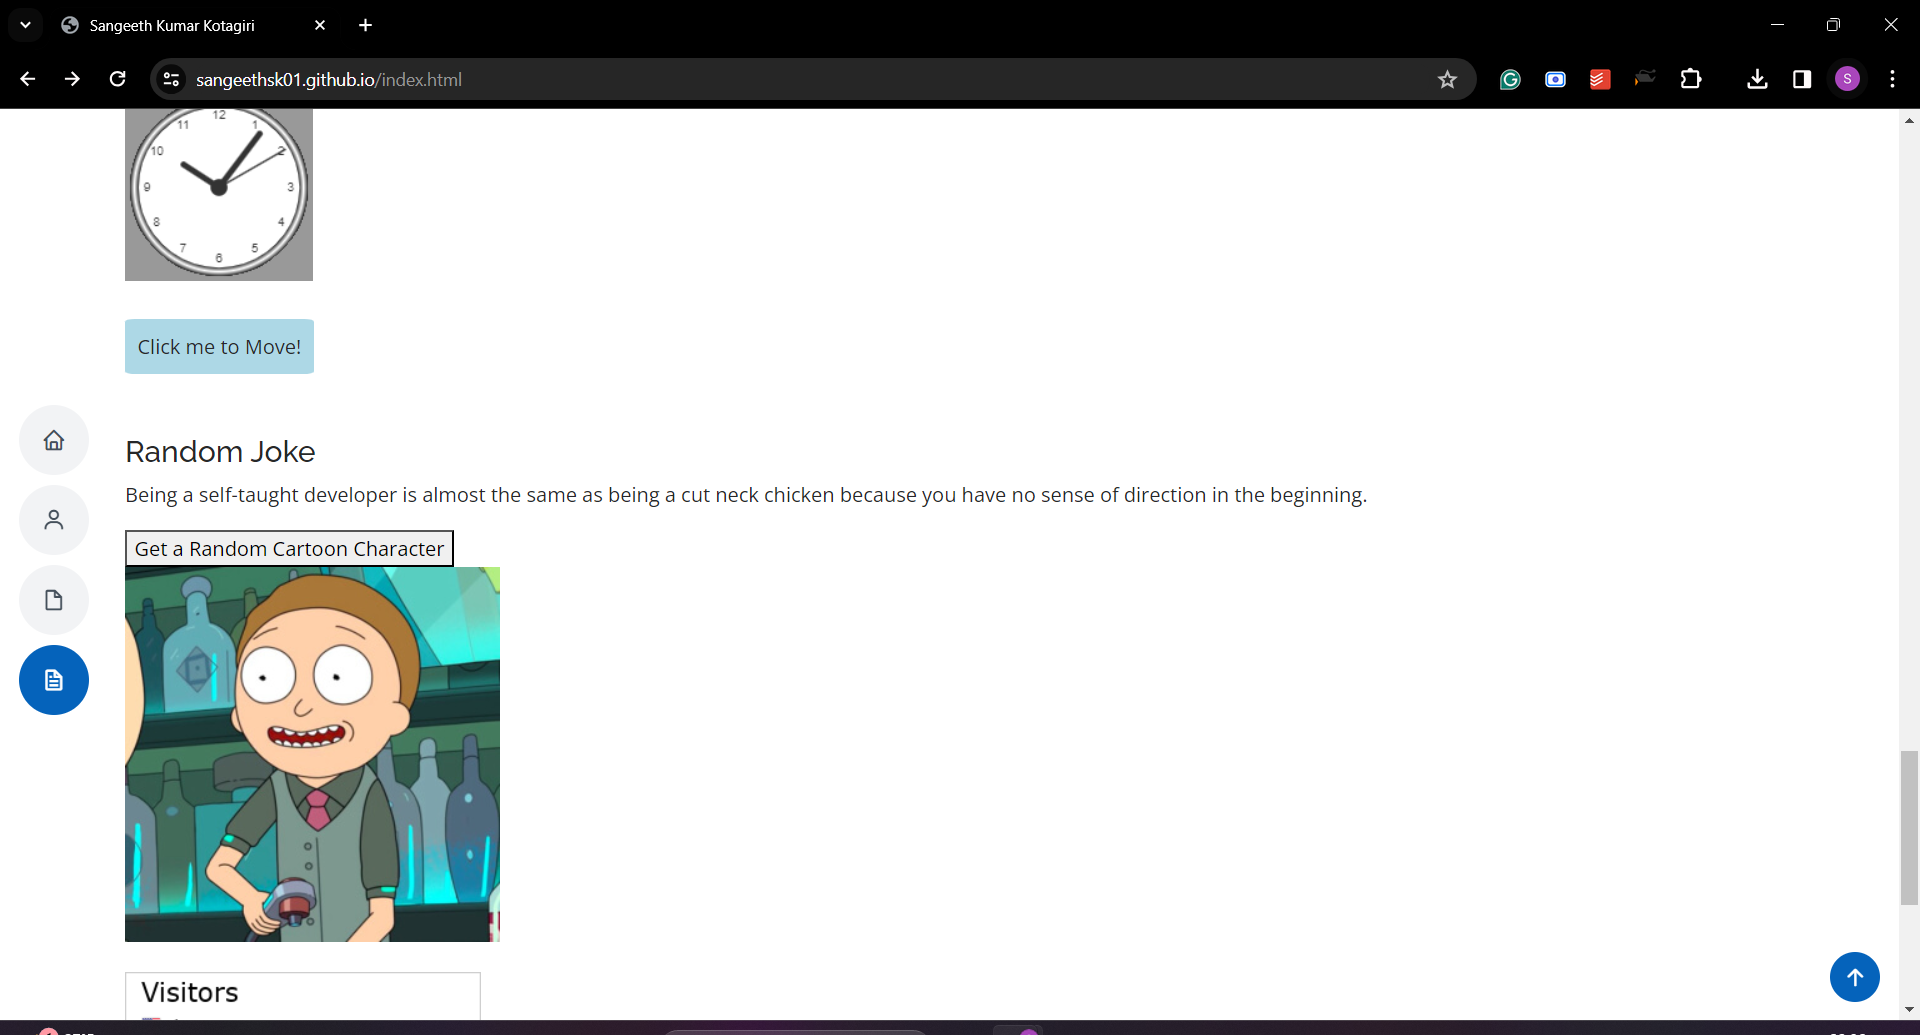 Sangeeth Kumar Kotagiri
sangeethsk01.github.io/index.html
S
12
11
1
10
2
9
3
8
4
7
5
6
Click me to Move!
Random Joke
Being a self-taught developer is almost the same as being a cut neck chicken because you have no sense of direction in the beginning.
Get a Random Cartoon Character
Visitors